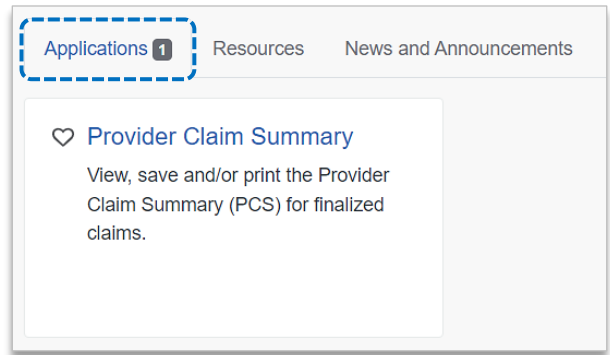 Applications 1 Resources News and Announcements
Provider Claim Summary
View, save and/or print the Provider
Claim Summary (PCS) for finalized
claims.